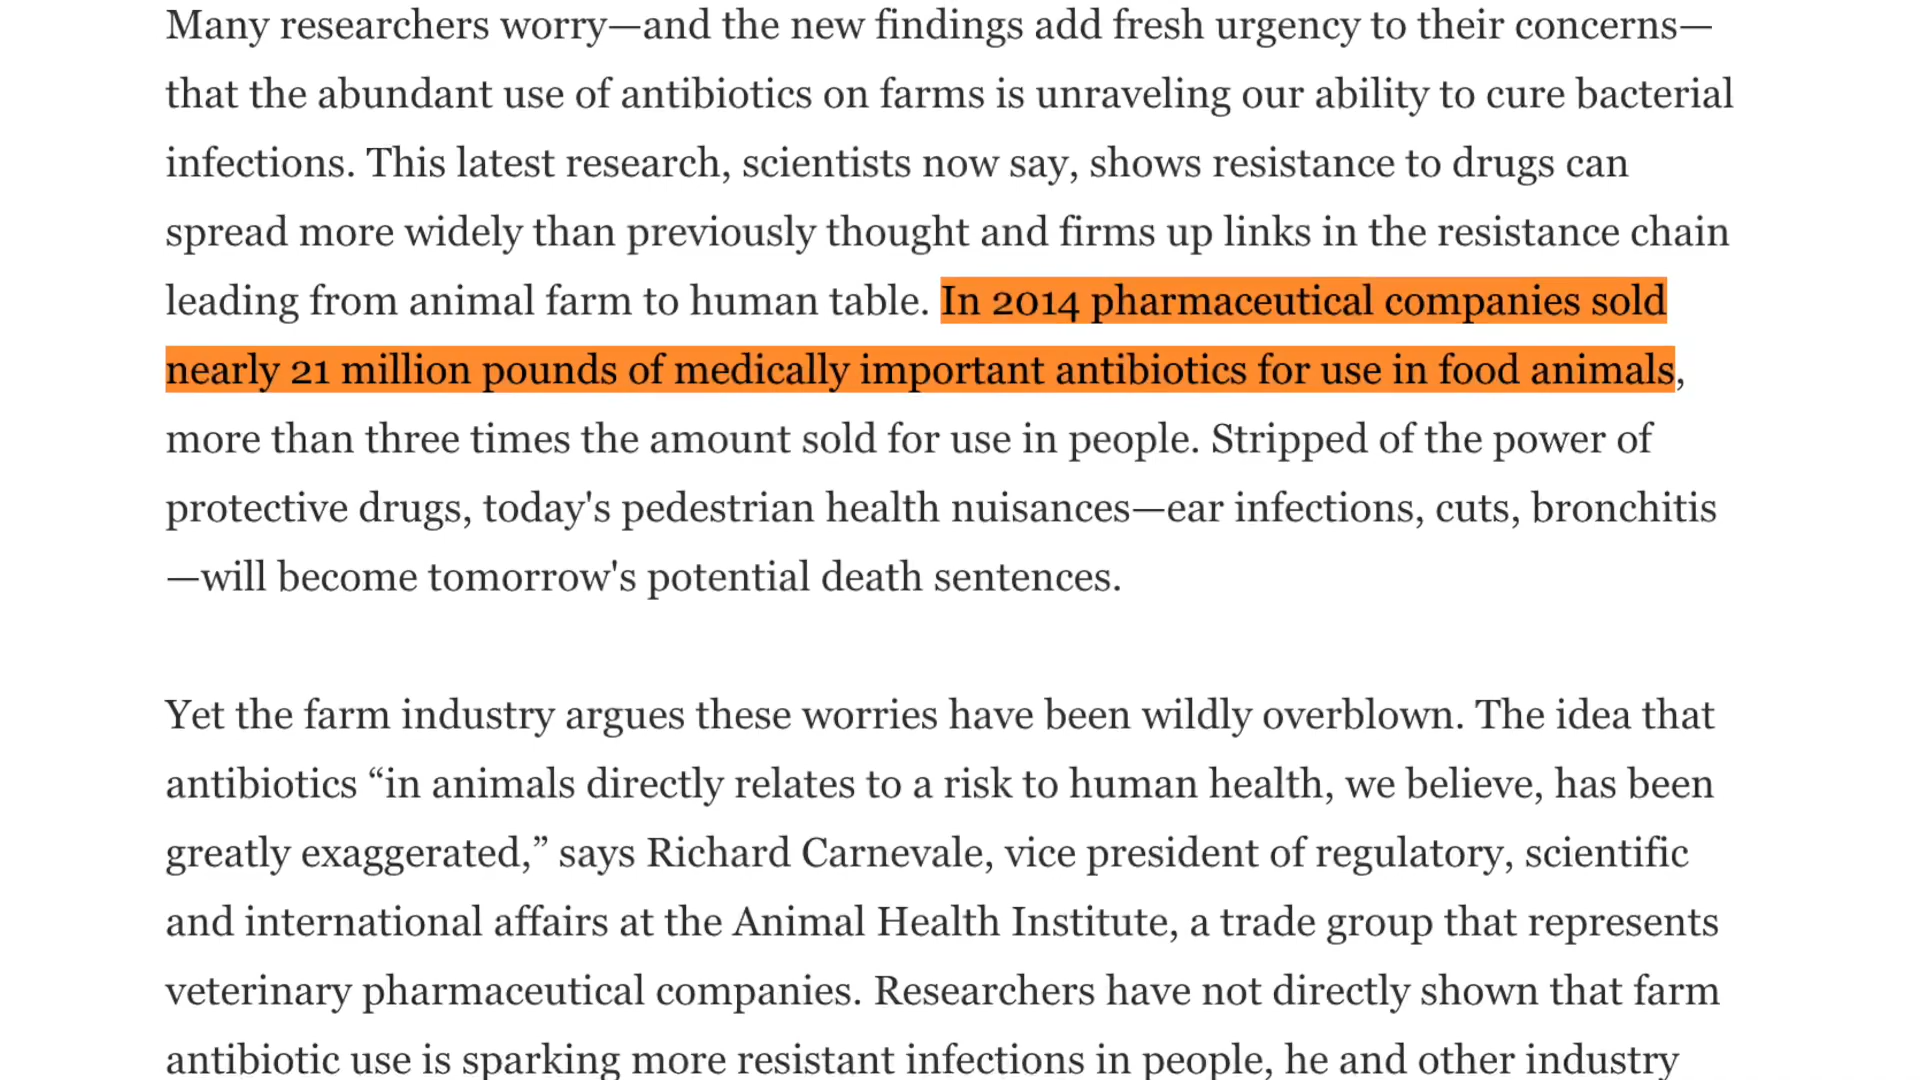 Many researchers worry—and the new findings add fresh urgency to their concerns—
that the abundant use of antibiotics on farms is unraveling our ability to cure bacterial
infections. This latest research, scientists now say, shows resistance to drugs can
spread more widely than previously thought and firms up links in the resistance chain
leading from animal farm to human table. In 2014 pharmaceutical companies sold
nearly 21 million pounds of medically important antibiotics for use in food animals,
more than three times the amount sold for use in people. Stripped of the power of
protective drugs, today's pedestrian health nuisances—ear infections, cuts, bronchitis
—will become tomorrow's potential death sentences.
Yet the farm industry argues these worries have been wildly overblown. The idea that
antibiotics “in animals directly relates to a risk to human health, we believe, has been
greatly exaggerated,” says Richard Carnevale, vice president of regulatory, scientific
and international affairs at the Animal Health Institute, a trade group that represents
veterinary pharmaceutical companies. Researchers have not directly shown that farm
antibiotic use is sparking more resistant infections in people, he and other industry